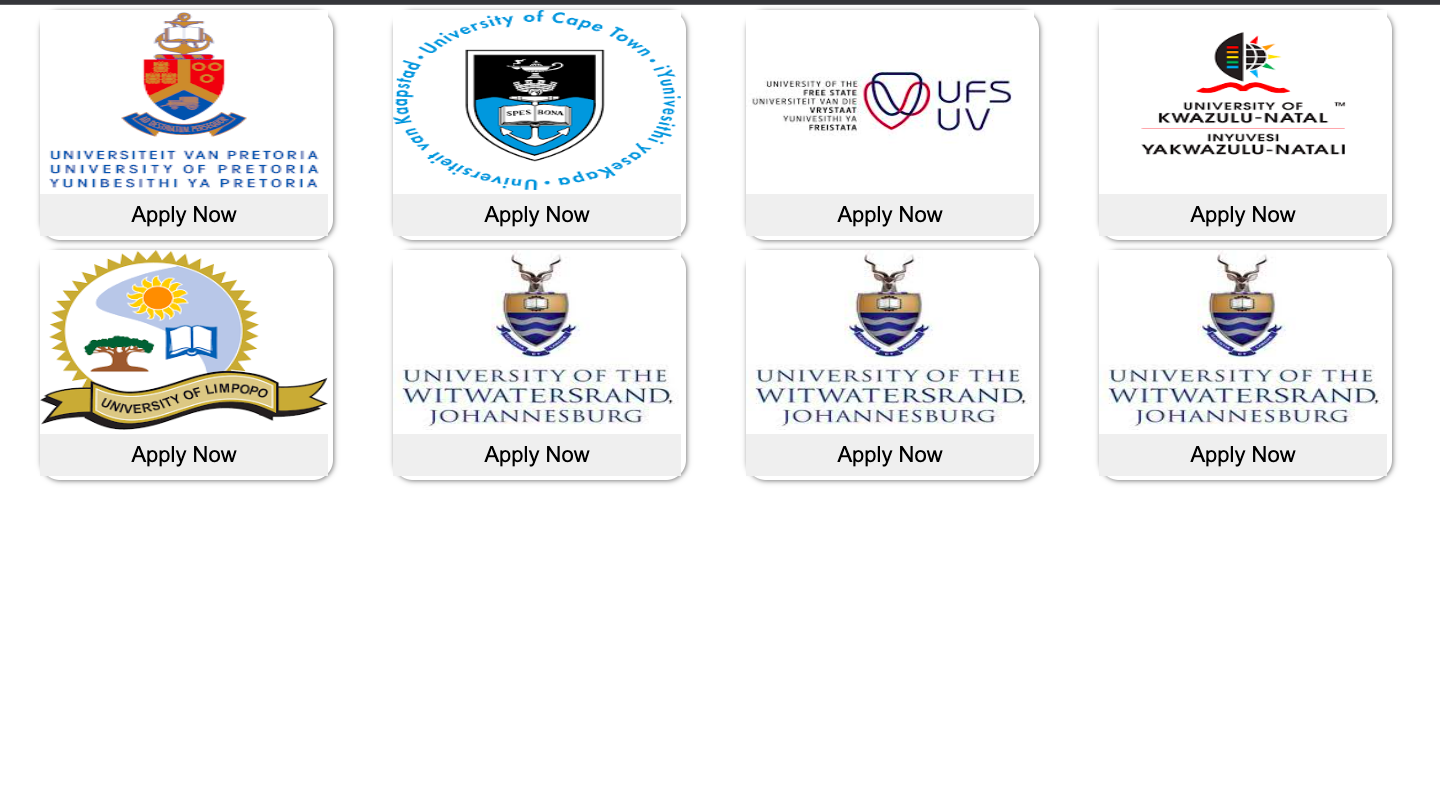 UNIVERSITEIT VAN PRETORIA
UNIVERSITY OF PRETORIA
YUNIBESITHI YA PRETORIA
Apply Now
University of Cape Town · iYunivesithi yaseKapa · Universiteit van Kaapstad ·
SPES BONA
Apply Now
UNIVERSITY OF THE
FREE STATE
UNIVERSITEIT VAN DIE
VRYSTAAT
YUNIVESITHI YA
FREISTATA
UFS
UV
Apply Now
UNIVERSITY OF ™
KWAZULU-NATAL
INYUVESI
YAKWAZULU-NATALI
Apply Now
UNIVERSITY OF LIMPOPO
Apply Now
UNIVERSITY OF THE
WITWATERSRAND,
JOHANNESBURG
Apply Now
UNIVERSITY OF THE
WITWATERSRAND,
JOHANNESBURG
Apply Now
UNIVERSITY OF THE
WITWATERSRAND,
JOHANNESBURG
Apply Now